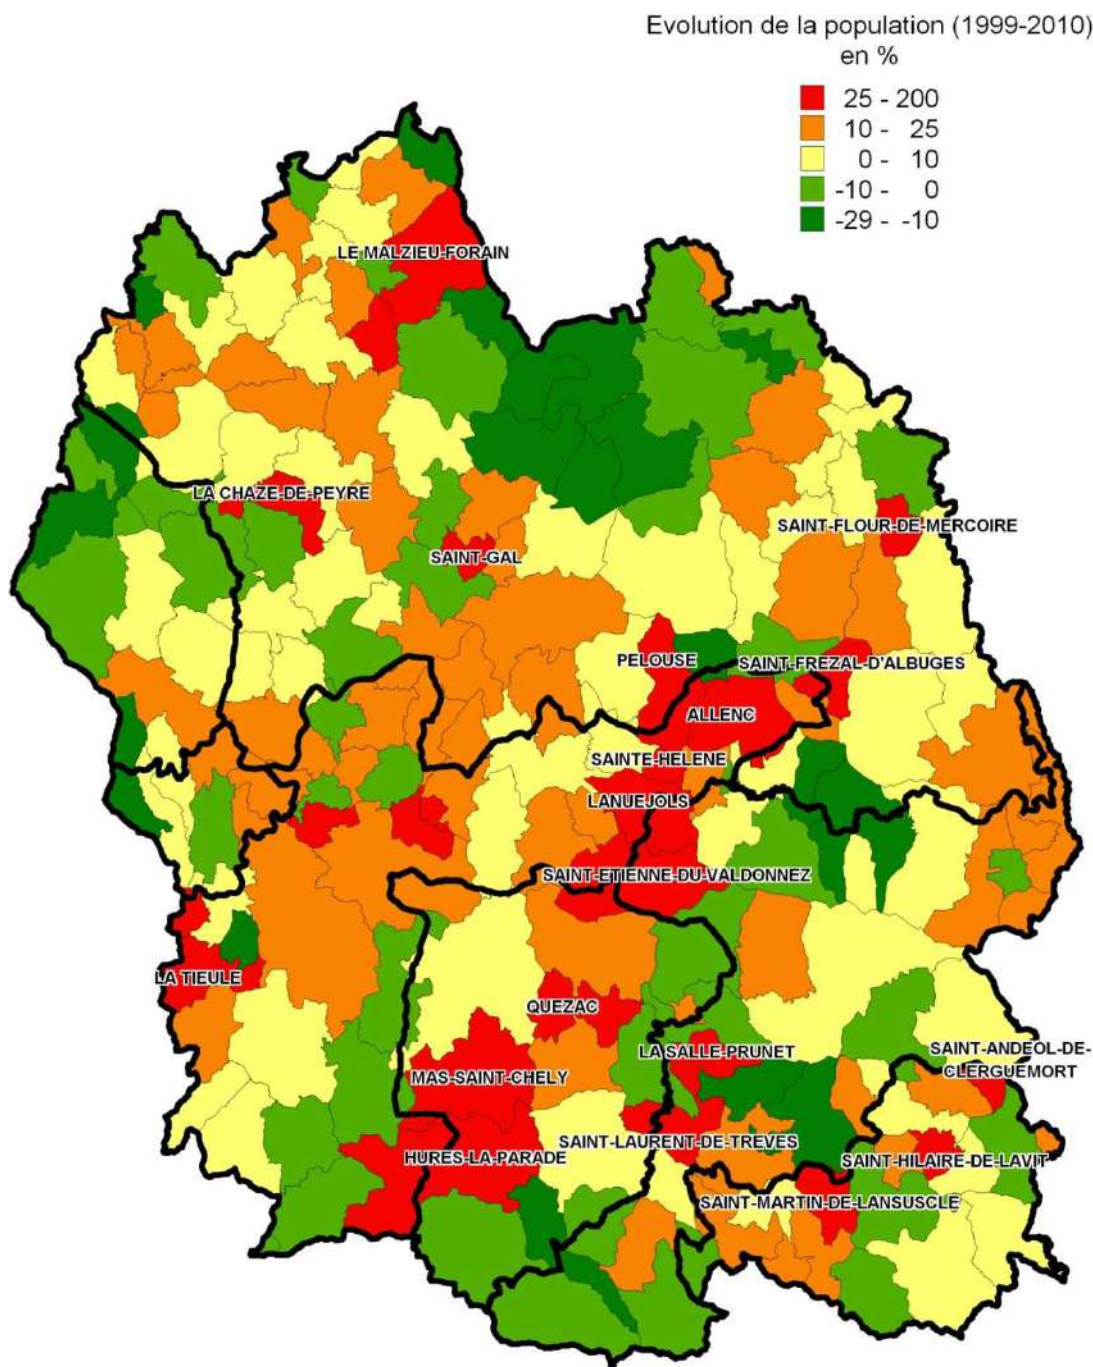 Evolution de la population (1999-2010)
en %
25 - 200
10 - 25
0 - 10
-10 - 0
-29 - -10
LE MALZIEU-FORAIN
LA CHAZE-DE-PEYRE
SAINT-FLOUR-DE-MERCOIRE
SAINT-GAL
PELOUSE
SAINT-FREZAL-D'ALBUGES
ALLENC
SAINTE-HELENE
LANUEJOLS
SAINT-ETIENNE-DU-VALDONNEZ
LA TIEULE
QUEZAC
LA SALLE-PRUNET
SAINT-ANDEOL-DE-
CLERGUEMORT
MAS-SAINT-CHELY
SAINT-LAURENT-DE-TREVES
HURES-LA-PARADE
SAINT-HILAIRE-DE-LAVIT
SAINT-MARTIN-DE-LANSUSCLE